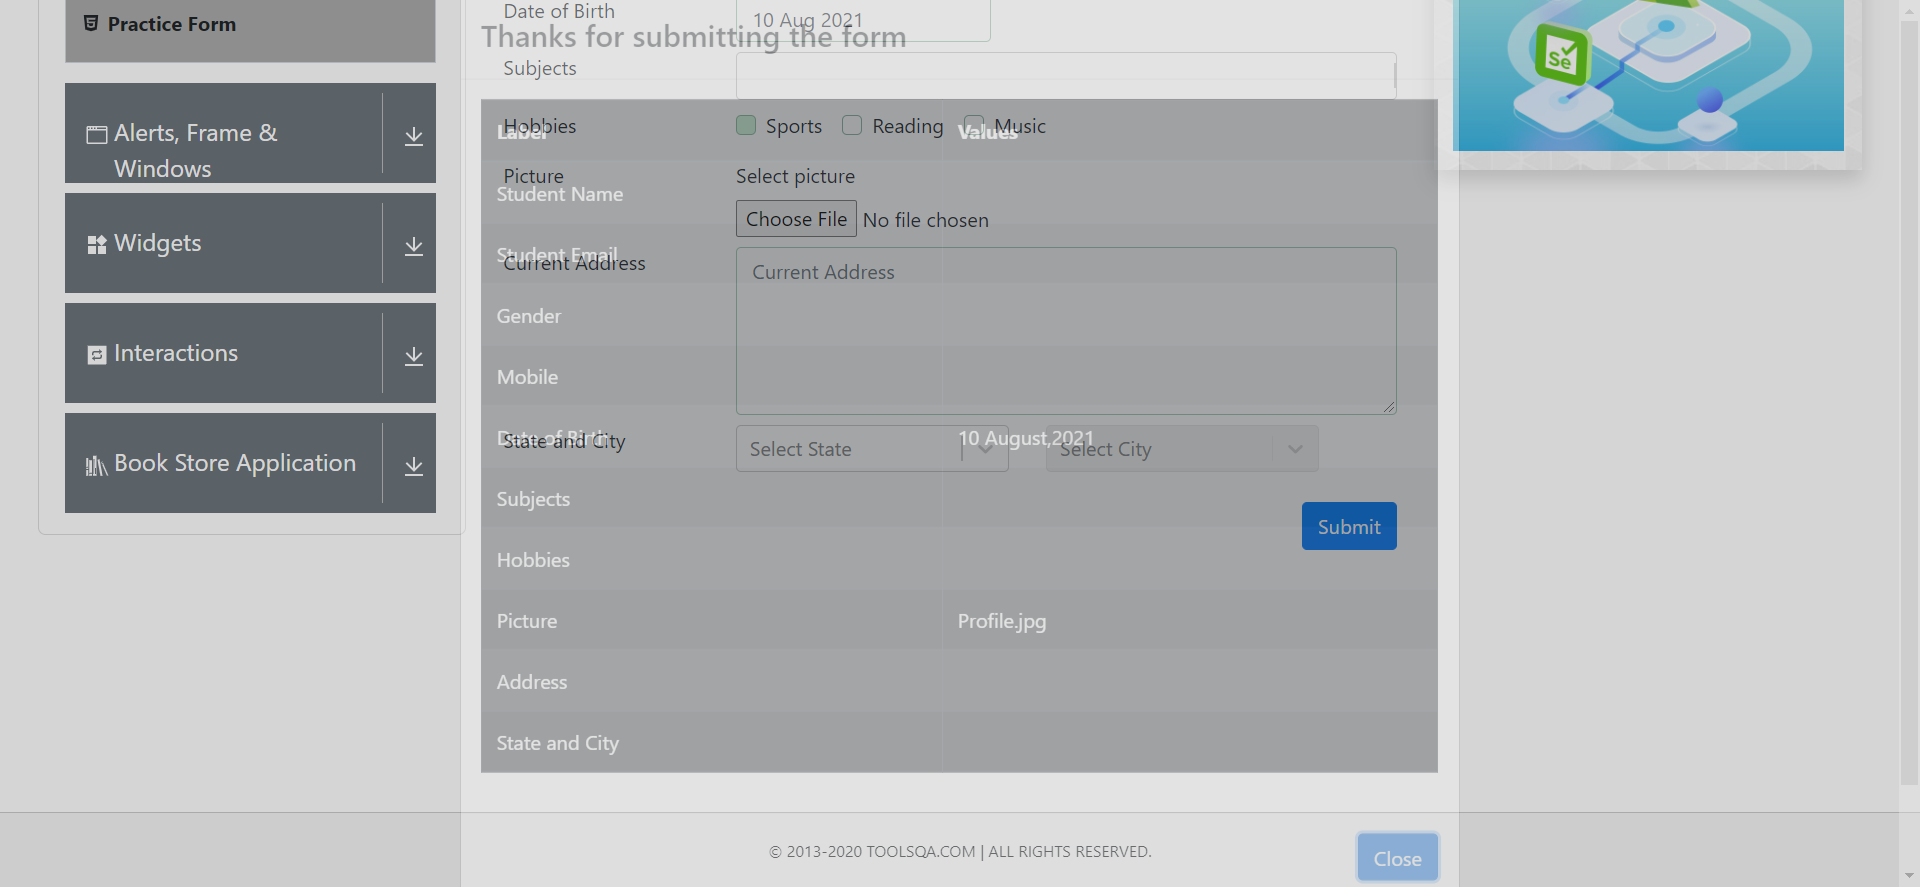 Practice Form
Alerts, Frame &
Windows
Widgets
Interactions
Book Store Application
Date of Birth
10 Aug 2021
Thanks for submitting the form
Subjects
Hobbies
Sports
Reading
Music
Label
Values
Picture
Select picture
Student Name
Choose File No file chosen
Student Email
Current Address
Current Address
Gender
Mobile
Date of Birth
10 August,2021
State and City
Select State
Select City
Subjects
Submit
Hobbies
Picture
Profile.jpg
Address
State and City
© 2013-2020 TOOLSQA.COM | ALL RIGHTS RESERVED.
Close
Se